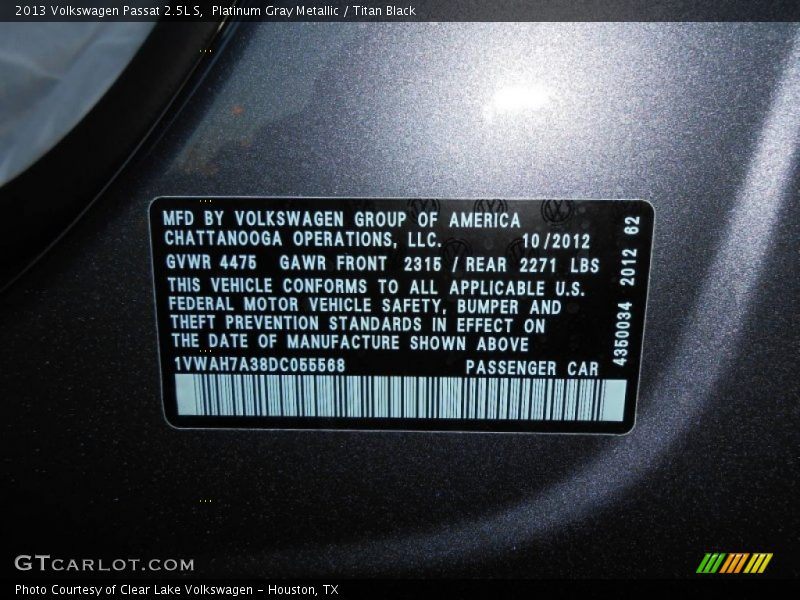 2013 Volkswagen Passat 2.5L S,  Platinum Gray Metallic / Titan Black
MFD BY VOLKSWAGEN GROUP OF AMERICA
CHATTANOOGA OPERATIONS, LLC. 10/2012
GVWR 4475 GAWR FRONT 2315 / REAR 2271 LBS
THIS VEHICLE CONFORMS TO ALL APPLICABLE U.S.
FEDERAL MOTOR VEHICLE SAFETY, BUMPER AND
THEFT PREVENTION STANDARDS IN EFFECT ON
THE DATE OF MANUFACTURE SHOWN ABOVE
1VWAH7A38DC055568 PASSENGER CAR
4350034 2012 62
GTCARLOT.COM
Photo Courtesy of Clear Lake Volkswagen – Houston, TX